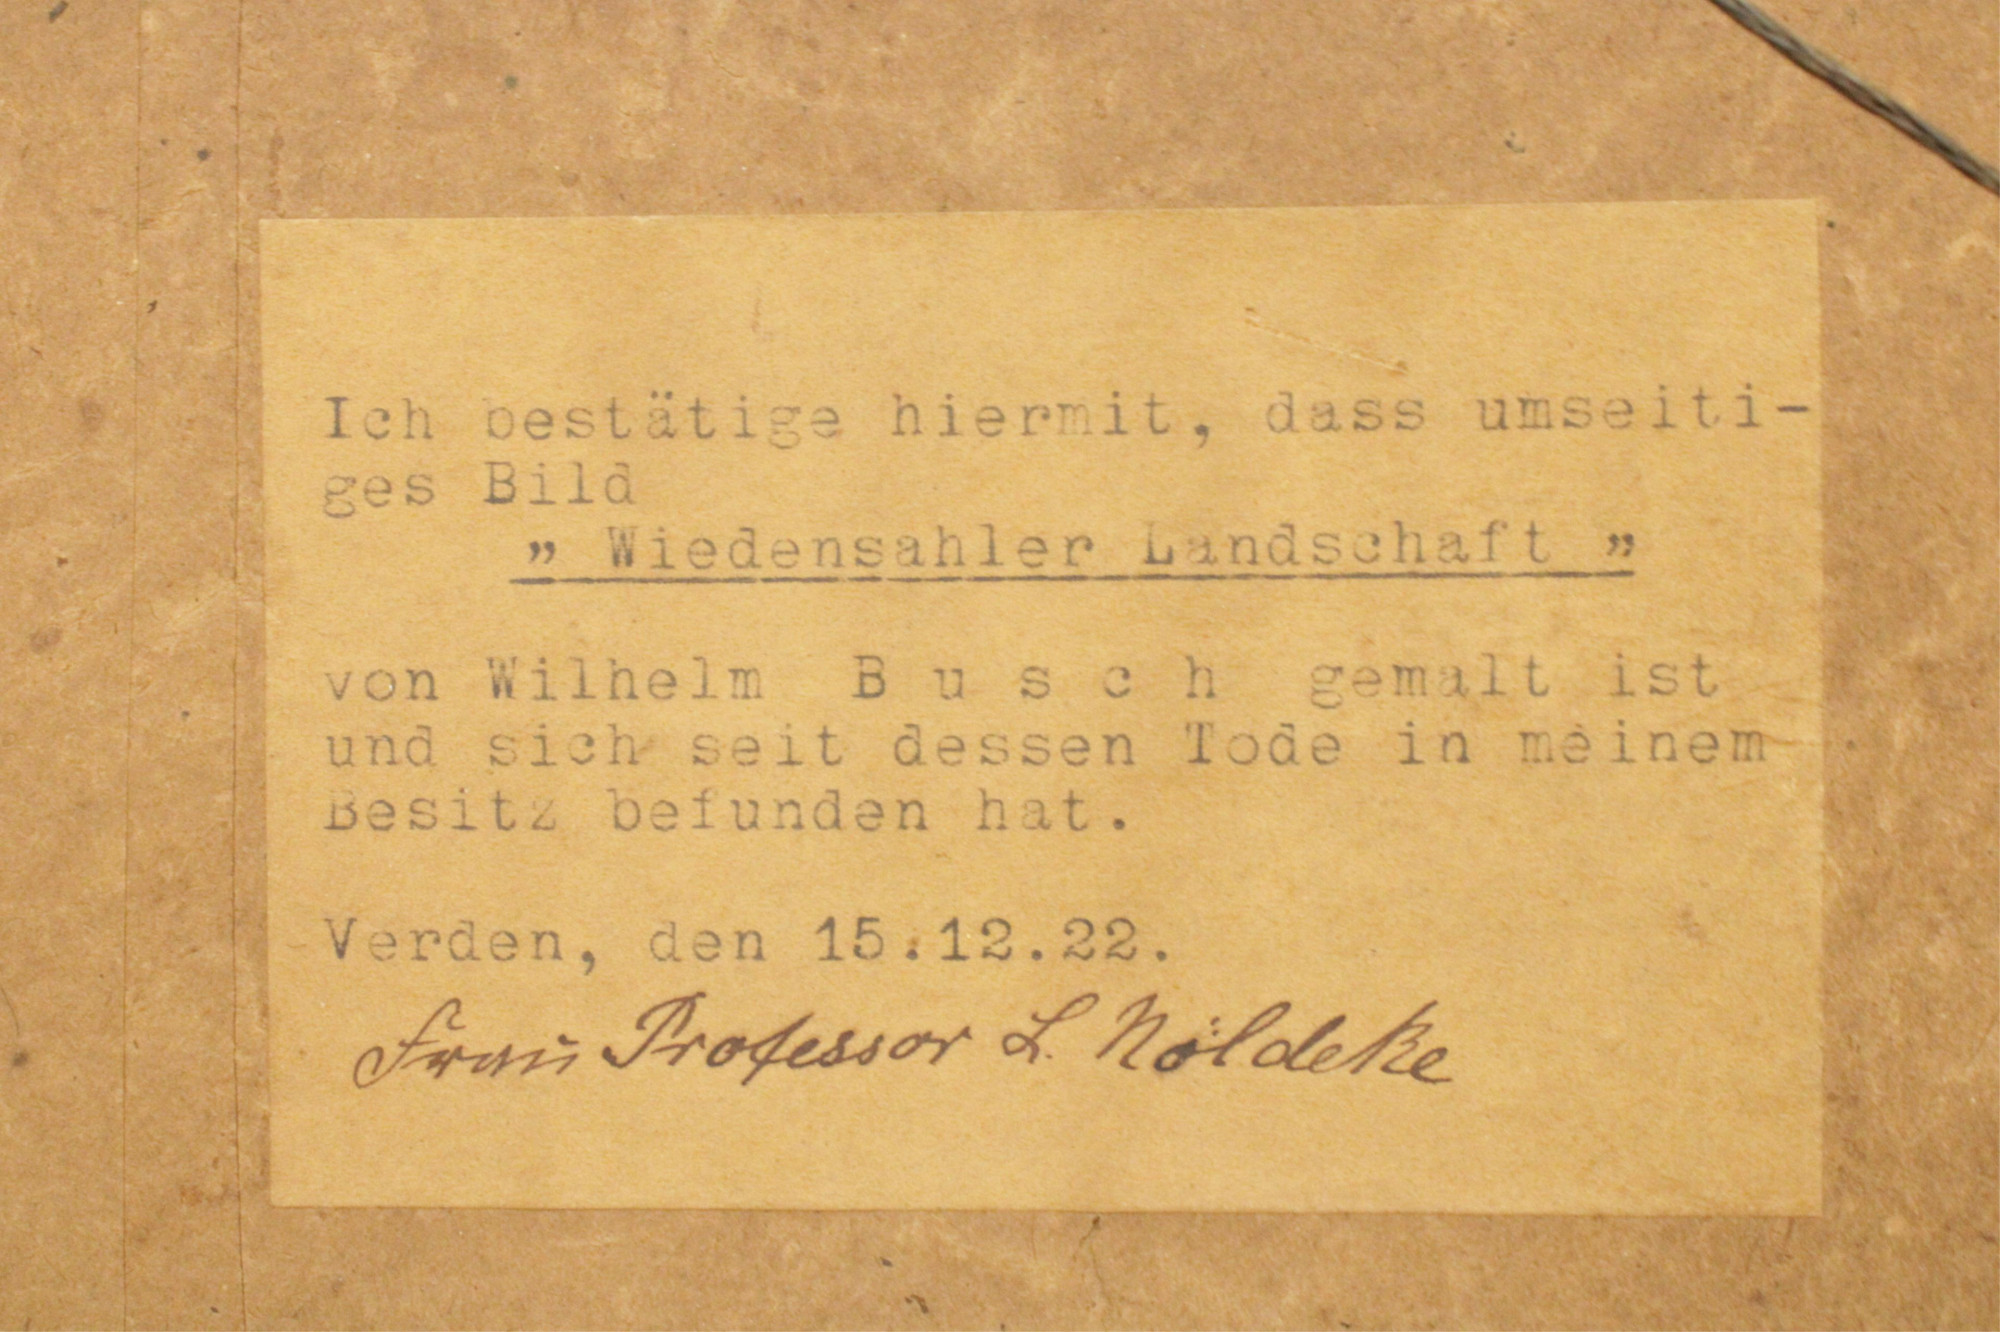 Ich bestätige hiermit, dass umseiti-
ges Bild
„ Wiedensahler Landschaft „
von Wilhelm B u s c h gemalt ist
und sich seit dessen Tode in meinem
Besitz befunden hat.
Verden, den 15.12.22.
Frau Professor L. Nöldeke